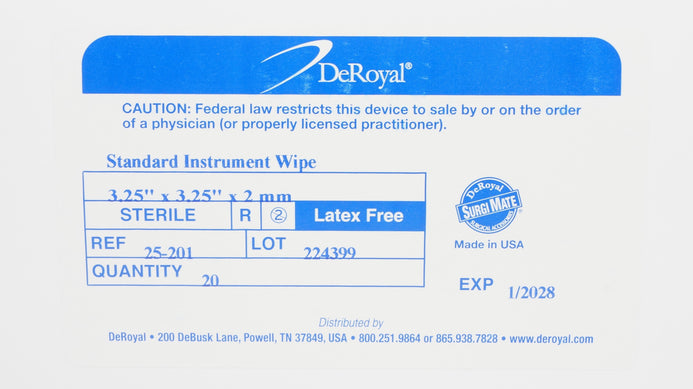 DeRoyal®
CAUTION: Federal law restricts this device to sale by or on the order
of a physician (or properly licensed practitioner).
Standard Instrument Wipe
3.25" x 3.25" x 2 mm
STERILE R ② Latex Free
REF 25-201 LOT 224399
QUANTITY 20
DeRoyal
SURGIMATE®
SURGICAL ACCESSORIES
Made in USA
EXP 1/2028
Distributed by
DeRoyal • 200 DeBusk Lane, Powell, TN 37849, USA • 800.251.9864 or 865.938.7828 • www.deroyal.com